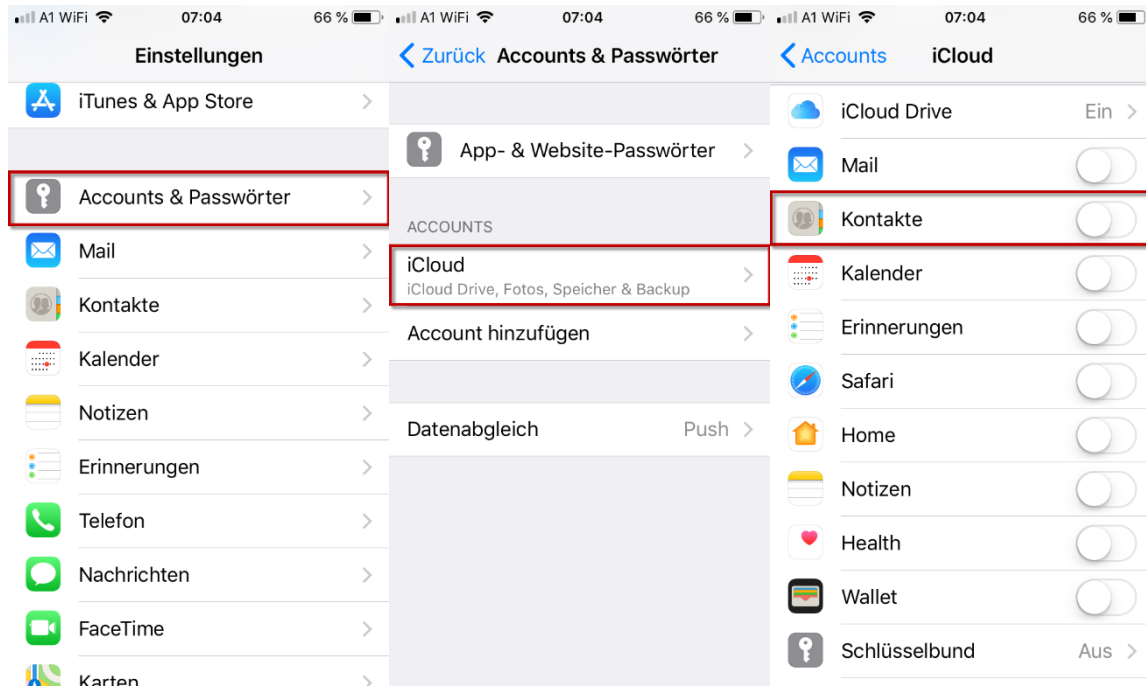 A1 WiFi 07:04 66 %
Einstellungen
iTunes & App Store
Accounts & Passwörter
Mail
Kontakte
Kalender
Notizen
Erinnerungen
Telefon
Nachrichten
FaceTime
Karten
A1 WiFi 07:04 66 %
Zurück Accounts & Passwörter
App- & Website-Passwörter
ACCOUNTS
iCloud
iCloud Drive, Fotos, Speicher & Backup
Account hinzufügen
Datenabgleich Push
A1 WiFi 07:04 66 %
Accounts iCloud
iCloud Drive Ein
Mail
Kontakte
Kalender
Erinnerungen
Safari
Home
Notizen
Health
Wallet
Schlüsselbund Aus